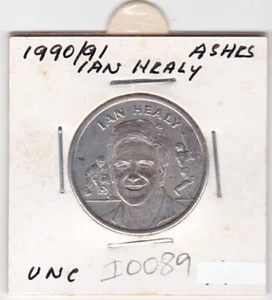 1990/91 ASHES
IAN HEALY
IAN HEALY
UNC I0089